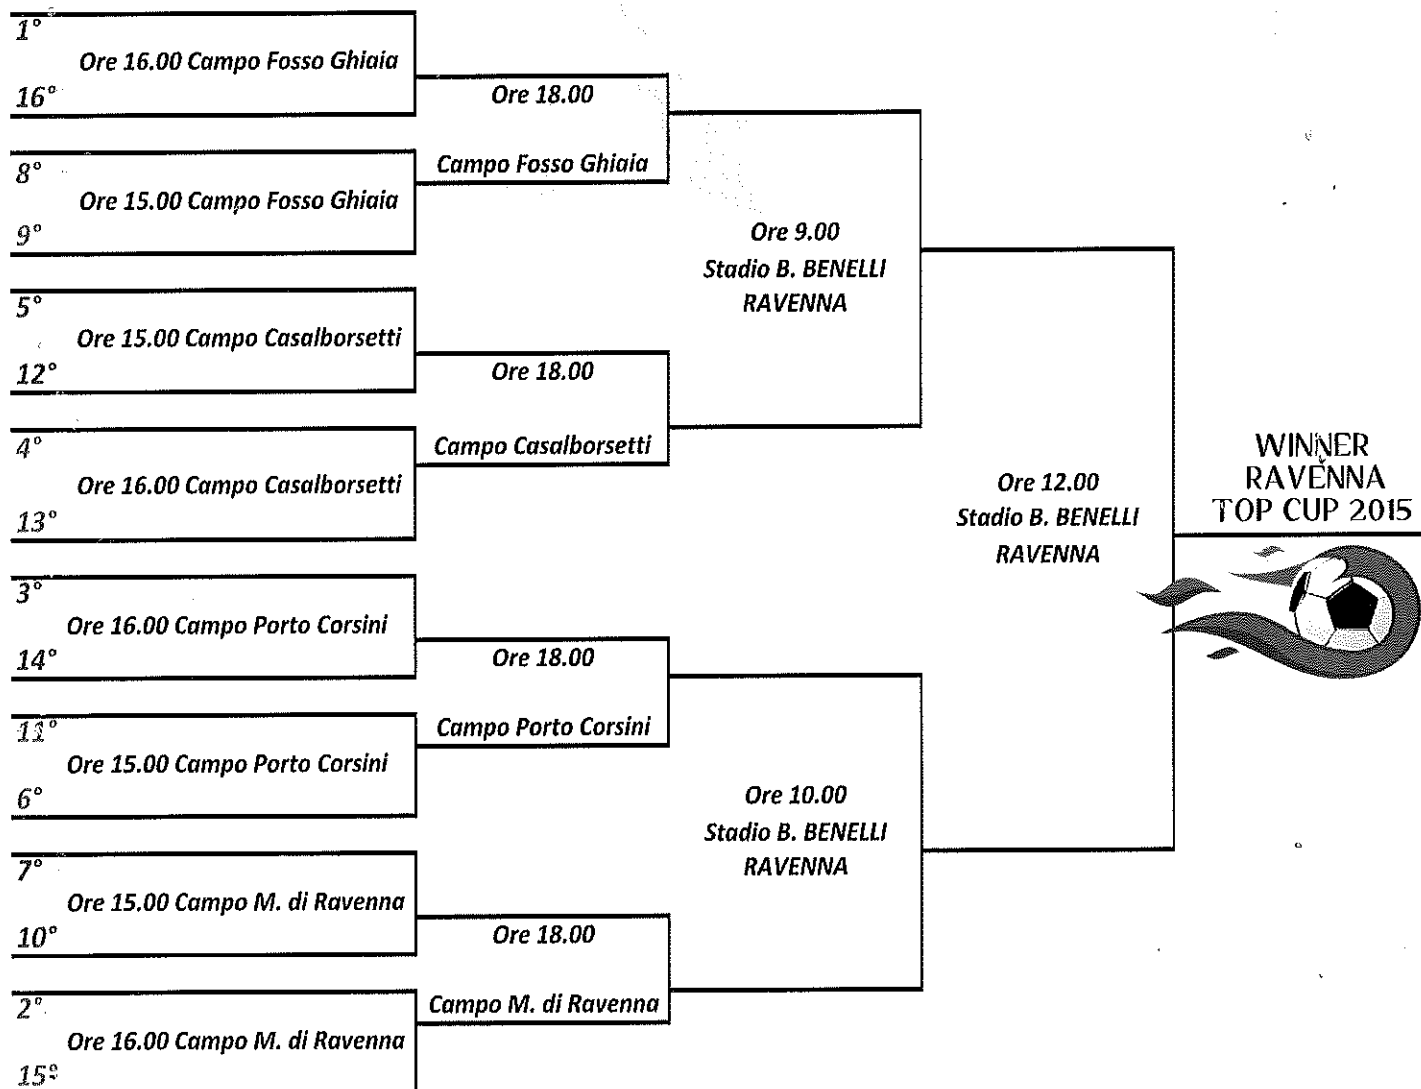 1°
Ore 16.00 Campo Fosso Ghiaia
16°
8°
Ore 15.00 Campo Fosso Ghiaia
9°
5°
Ore 15.00 Campo Casalborsetti
12°
4°
Ore 16.00 Campo Casalborsetti
13°
3°
Ore 16.00 Campo Porto Corsini
14°
11°
Ore 15.00 Campo Porto Corsini
6°
7°
Ore 15.00 Campo M. di Ravenna
10°
2°
Ore 16.00 Campo M. di Ravenna
15°
Ore 18.00
Campo Fosso Ghiaia
Ore 18.00
Campo Casalborsetti
Ore 18.00
Campo Porto Corsini
Ore 18.00
Campo M. di Ravenna
Ore 9.00
Stadio B. BENELLI
RAVENNA
Ore 10.00
Stadio B. BENELLI
RAVENNA
Ore 12.00
Stadio B. BENELLI
RAVENNA
WINNER
RAVENNA
TOP CUP 2015